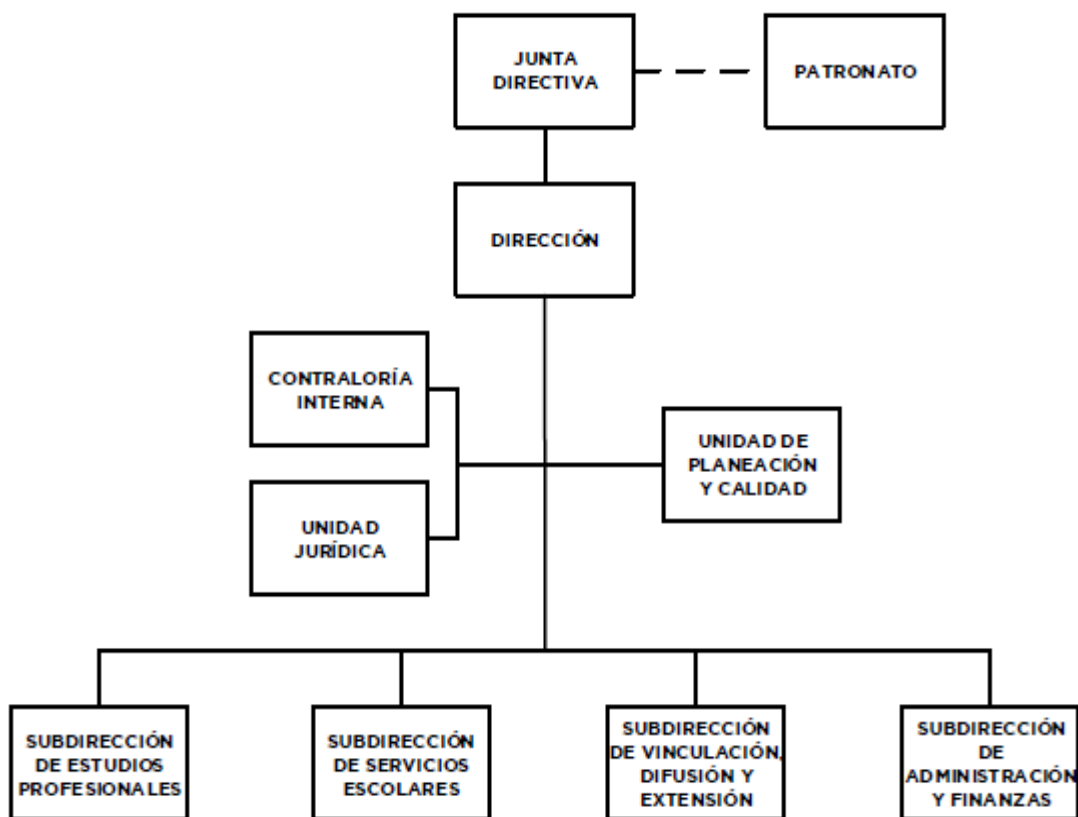 JUNTA
DIRECTIVA
PATRONATO
DIRECCIÓN
CONTRALORÍA
INTERNA
UNIDAD DE
PLANEACIÓN
Y CALIDAD
UNIDAD
JURÍDICA
SUBDIRECCIÓN
DE ESTUDIOS
PROFESIONALES
SUBDIRECCIÓN
DE SERVICIOS
ESCOLARES
SUBDIRECCIÓN
DE VINCULACIÓN,
DIFUSIÓN Y
EXTENSIÓN
SUBDIRECCIÓN
DE
ADMINISTRACIÓN
Y FINANZAS